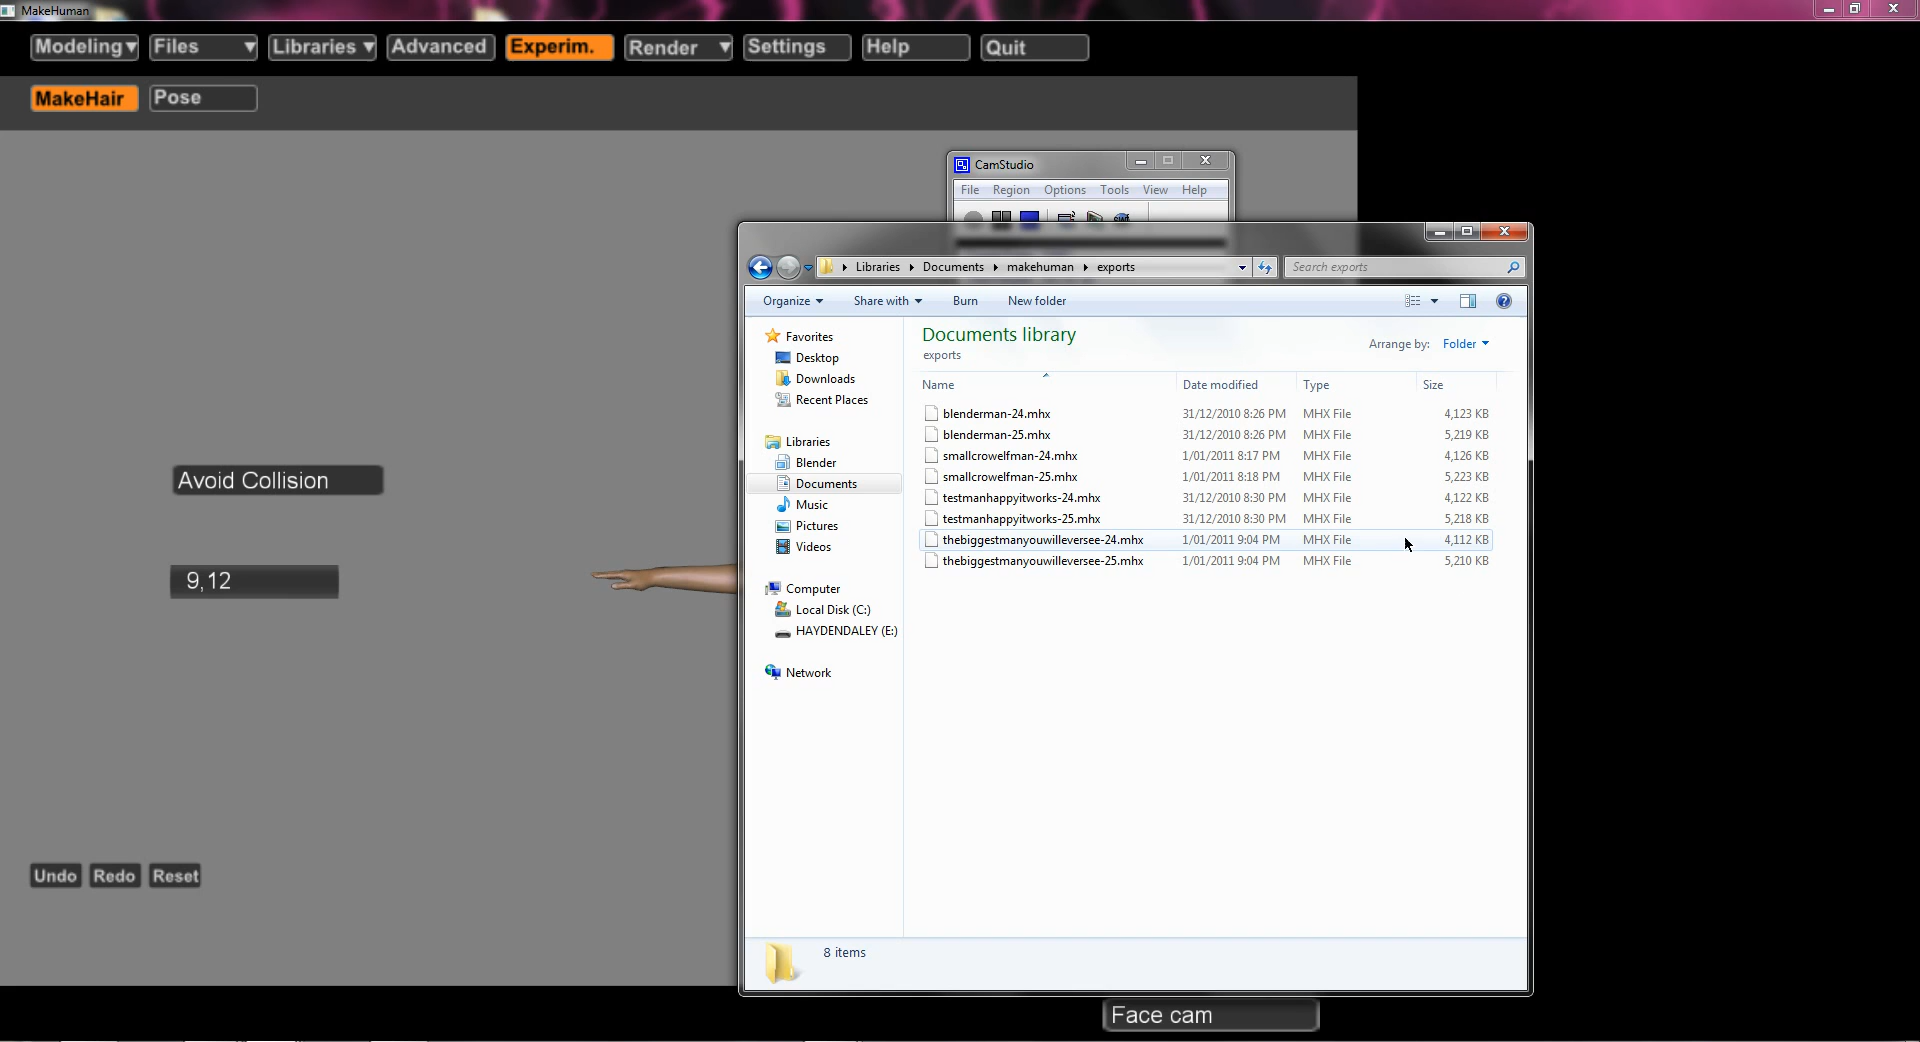 MakeHuman
Modeling Files Libraries Advanced Experim. Render Settings Help Quit
MakeHair Pose
CamStudio
File Region Options Tools View Help
Libraries Documents makehuman exports
Search exports
Organize Share with Burn New folder
Documents library
exports
Arrange by: Folder
Name Date modified Type Size
blenderman-24.mhx 31/12/2010 8:26 PM MHX File 4,123 KB
blenderman-25.mhx 31/12/2010 8:26 PM MHX File 5,219 KB
smallcrowelfman-24.mhx 1/01/2011 8:17 PM MHX File 4,126 KB
smallcrowelfman-25.mhx 1/01/2011 8:18 PM MHX File 5,223 KB
testmanhappyitworks-24.mhx 31/12/2010 8:30 PM MHX File 4,122 KB
testmanhappyitworks-25.mhx 31/12/2010 8:30 PM MHX File 5,218 KB
thebiggestmanyouwilleversee-24.mhx 1/01/2011 9:04 PM MHX File 4,112 KB
thebiggestmanyouwilleversee-25.mhx 1/01/2011 9:04 PM MHX File 5,210 KB
Favorites
Desktop
Downloads
Recent Places
Libraries
Blender
Documents
Music
Pictures
Videos
Computer
Local Disk (C:)
HAYDENDALEY (E:)
Network
8 items
Avoid Collision
9,12
Undo Redo Reset
Face cam